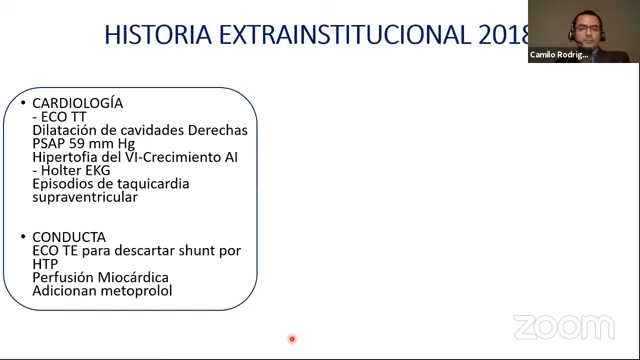 HISTORIA EXTRAINSTITUCIONAL 2018
Camilo Rodrig...
• CARDIOLOGÍA
- ECO TT
Dilatación de cavidades Derechas
PSAP 59 mm Hg
Hipertofia del VI-Crecimiento AI
- Holter EKG
Episodios de taquicardia
supraventricular
• CONDUCTA
ECO TE para descartar shunt por
HTP
Perfusión Miocárdica
Adicionan metoprolol
zoom